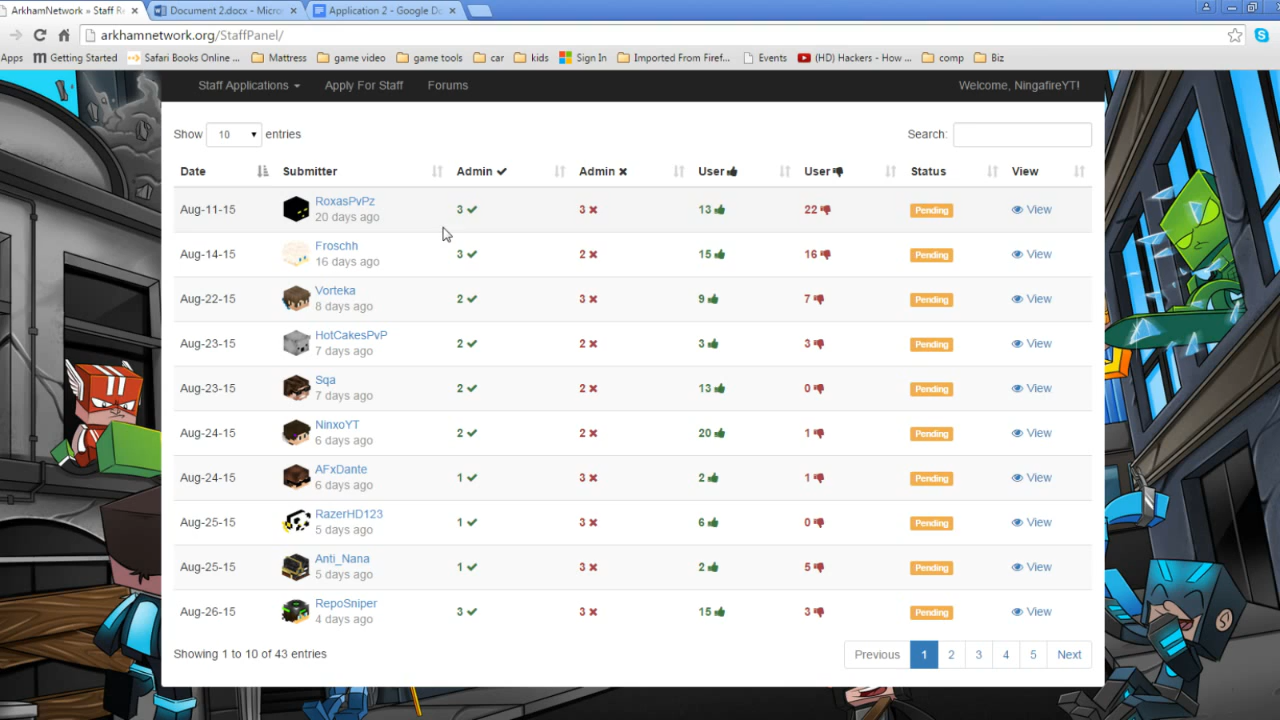 ArkhamNetwork » Staff R
Document 2.docx - Micros
Application 2 - Google Do
arkhamnetwork.org/StaffPanel/
Apps Getting Started Safari Books Online ... Mattress game video game tools car kids Sign In Imported From Firef... Events (HD) Hackers - How ... comp Biz
Staff Applications Apply For Staff Forums Welcome, NingafireYT!
Show 10 entries Search:
Date Submitter Admin Admin User User Status View
Aug-11-15 RoxasPvPz 3 3 13 22 Pending View
20 days ago
Aug-14-15 Froschh 3 2 15 16 Pending View
16 days ago
Aug-22-15 Vorteka 2 3 9 7 Pending View
8 days ago
Aug-23-15 HotCakesPvP 2 2 3 3 Pending View
7 days ago
Aug-23-15 Sqa 2 2 13 0 Pending View
7 days ago
Aug-24-15 NinxoYT 2 2 20 1 Pending View
6 days ago
Aug-24-15 AFxDante 1 3 2 1 Pending View
6 days ago
Aug-25-15 RazerHD123 1 3 6 0 Pending View
5 days ago
Aug-25-15 Anti_Nana 1 3 2 5 Pending View
5 days ago
Aug-26-15 RepoSniper 3 3 15 3 Pending View
4 days ago
Showing 1 to 10 of 43 entries Previous 1 2 3 4 5 Next